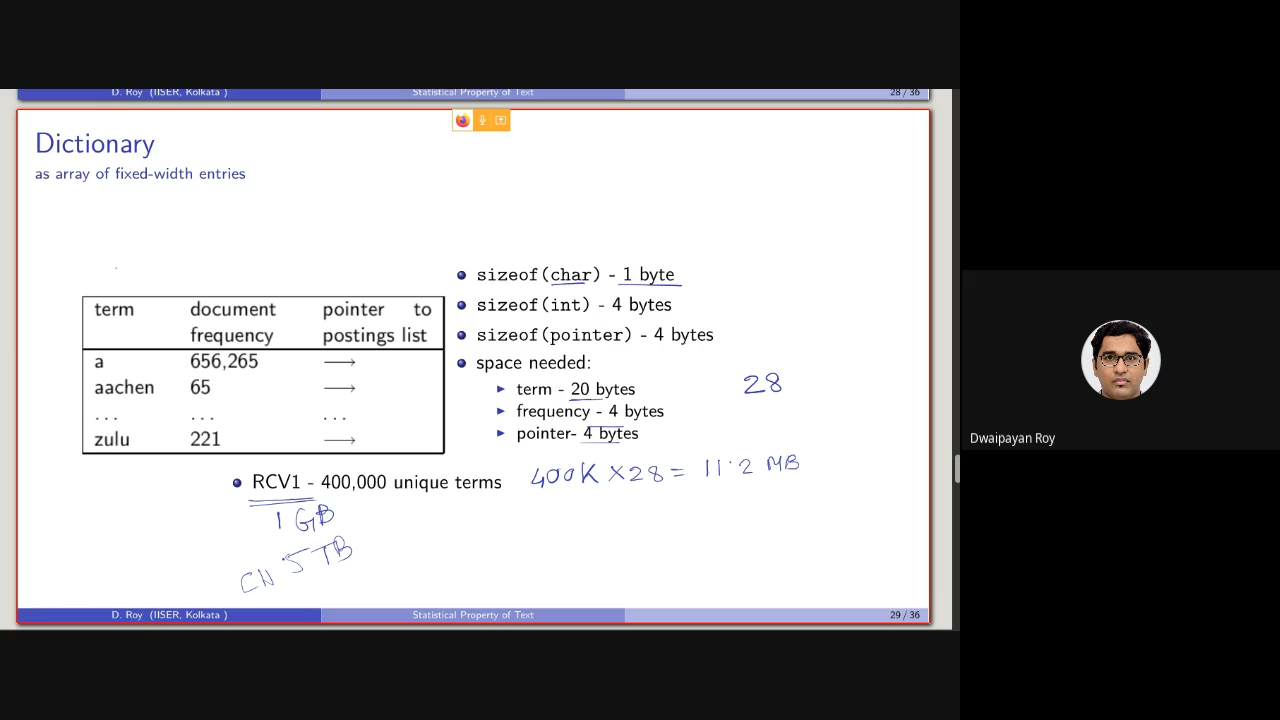 D. Roy (IISER, Kolkata ) Statistical Property of Text 28 / 36
Dictionary
as array of fixed-width entries
sizeof(char) - 1 byte
sizeof(int) - 4 bytes
sizeof(pointer) - 4 bytes
space needed:
term - 20 bytes
frequency - 4 bytes
pointer- 4 bytes
28
term document frequency pointer to postings list
a 656,265 →
aachen 65 →
... ... ...
zulu 221 →
RCV1 - 400,000 unique terms
400K × 28 = 11.2 MB
1 GB
5 TB
D. Roy (IISER, Kolkata ) Statistical Property of Text 29 / 36
Dwaipayan Roy